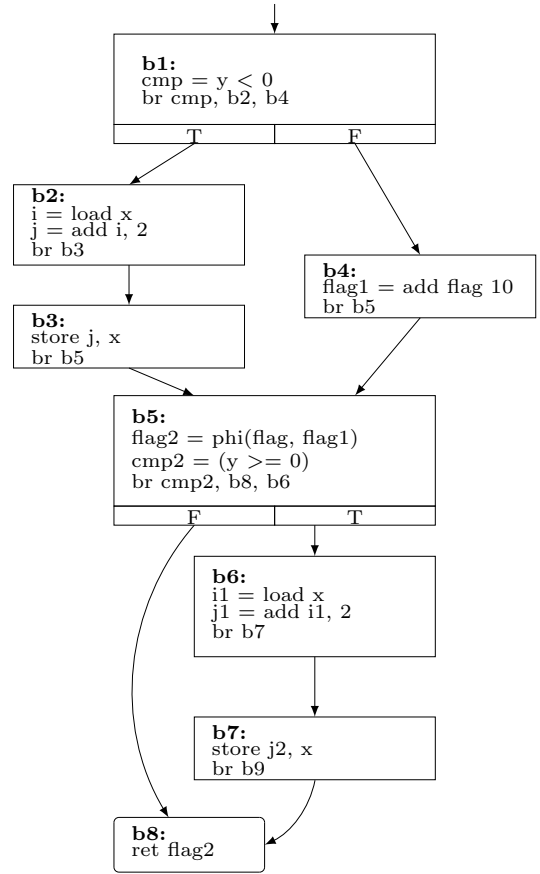 b1:
cmp = y < 0
br cmp, b2, b4
T F
b2:
i = load x
j = add i, 2
br b3
b4:
flag1 = add flag 10
br b5
b3:
store j, x
br b5
b5:
flag2 = phi(flag, flag1)
cmp2 = (y >= 0)
br cmp2, b8, b6
F T
b6:
i1 = load x
j1 = add i1, 2
br b7
b7:
store j2, x
br b9
b8:
ret flag2